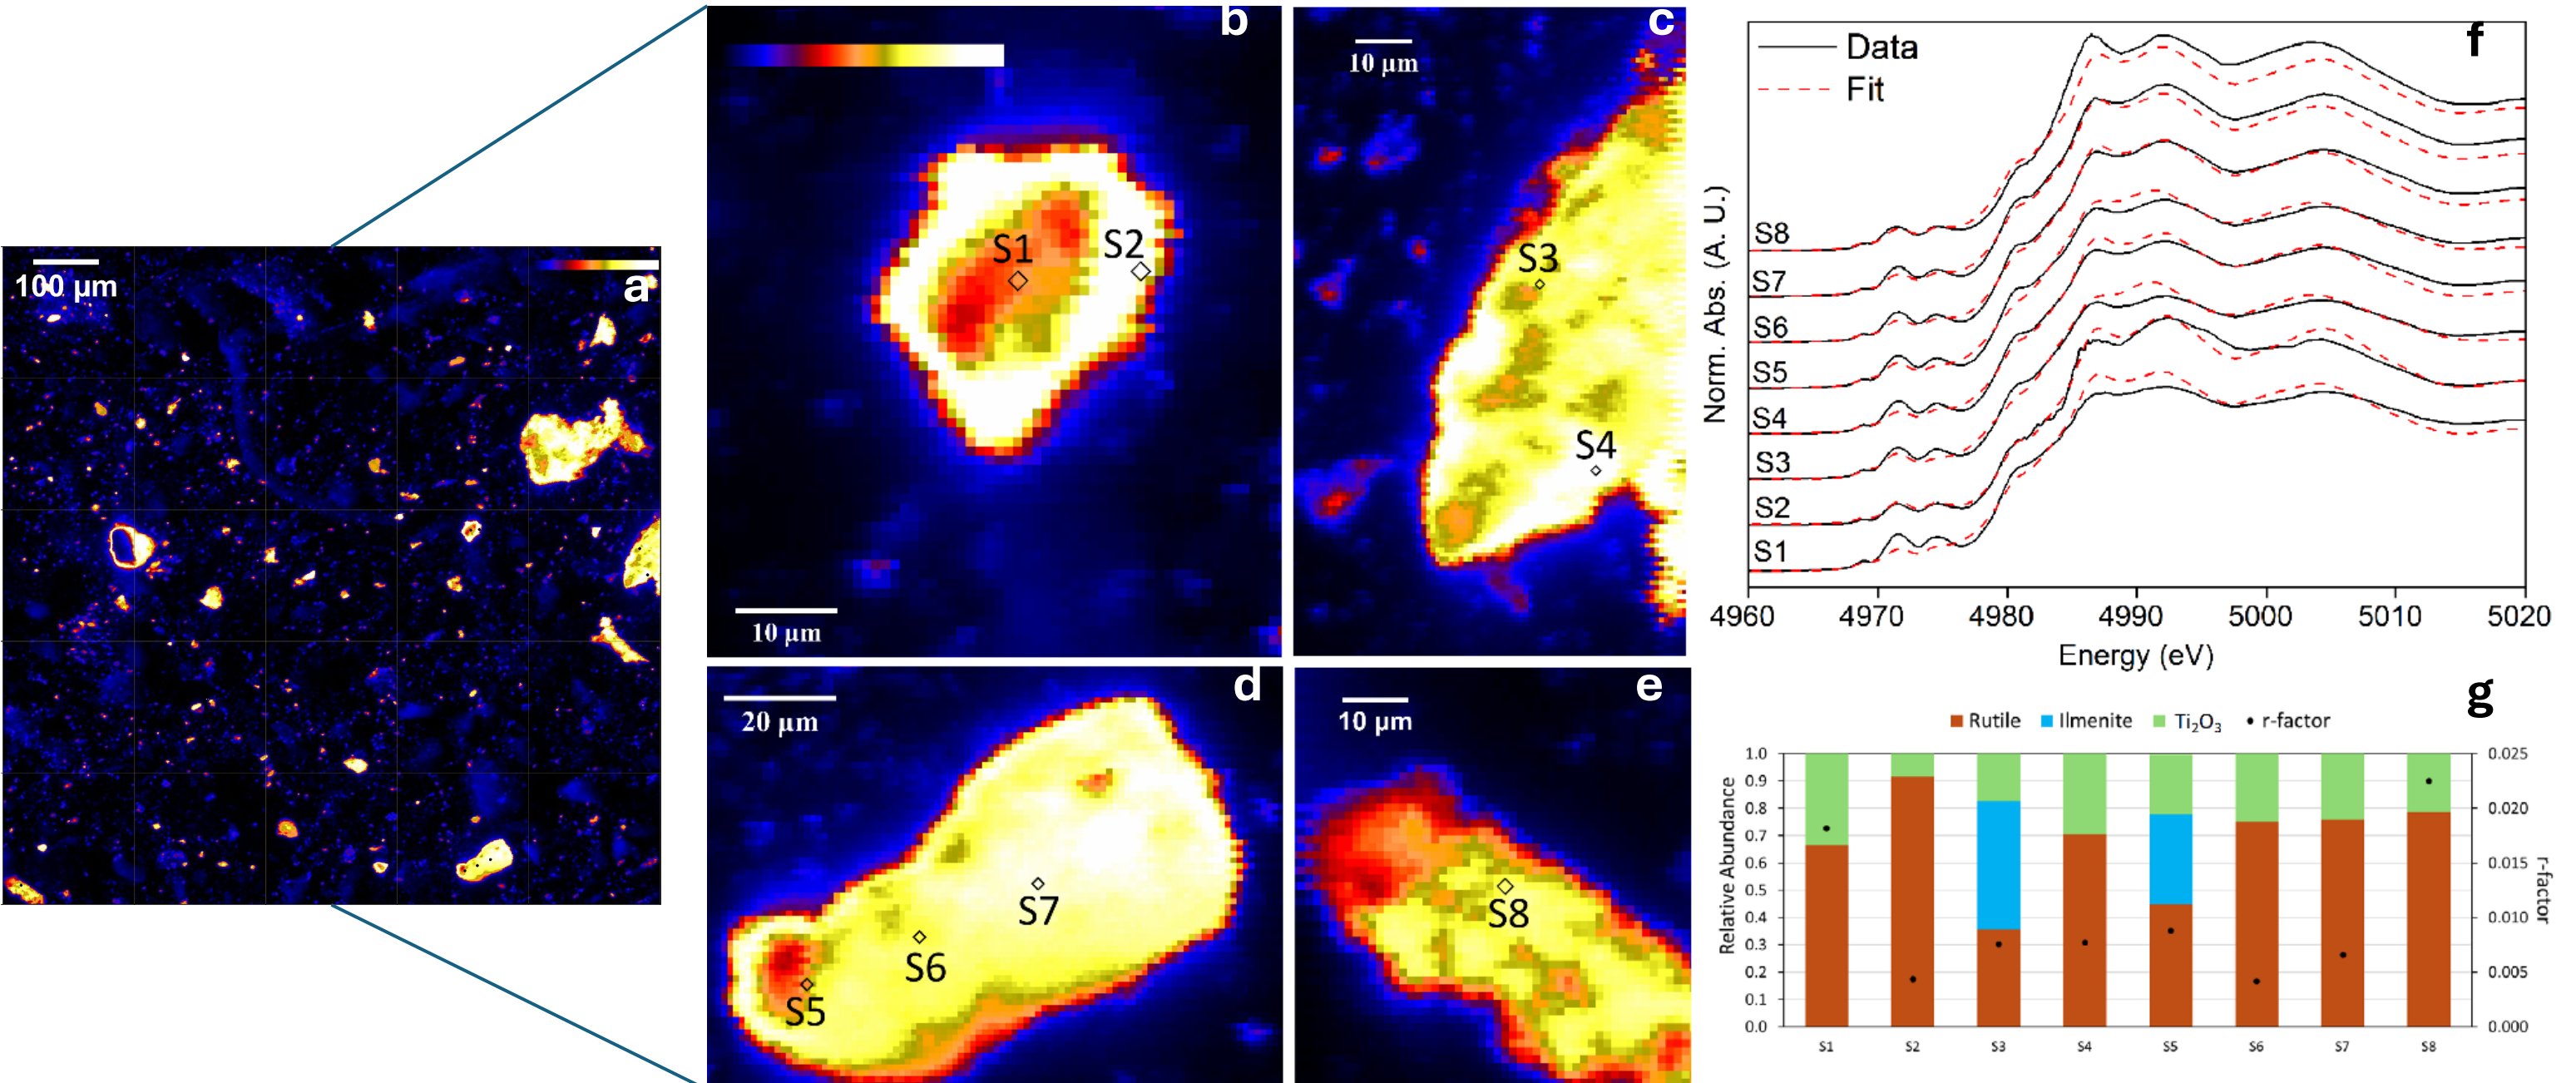 100 µm
a
b
S1
S2
10 µm
c
10 µm
S3
S4
d
20 µm
S7
S6
S5
e
10 µm
S8
f
Data
Fit
Norm. Abs. (A. U.)
S8
S7
S6
S5
S4
S3
S2
S1
4960 4970 4980 4990 5000 5010 5020
Energy (eV)
g
Rutile Ilmenite Ti₂O₃ r-factor
Relative Abundance
1.0 0.025
0.9
0.8 0.020
0.7
0.6 0.015
0.5
0.4 0.010
0.3
0.2 0.005
0.1
0.0 0.000
r-factor
S1 S2 S3 S4 S5 S6 S7 S8